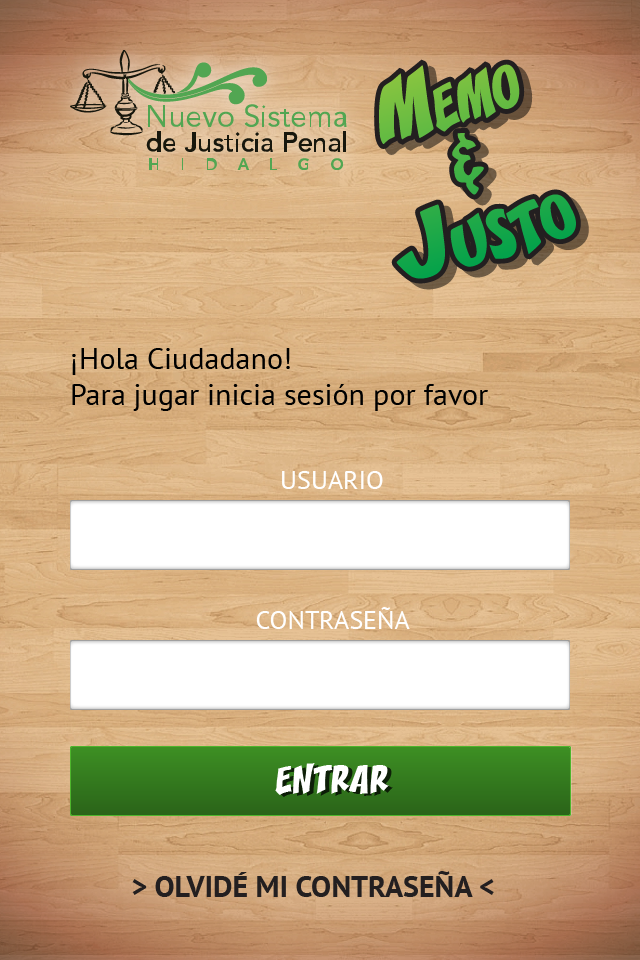 Nuevo Sistema
de Justicia Penal
HIDALGO
MEMO
&
JUSTO
¡Hola Ciudadano!
Para jugar inicia sesión por favor
USUARIO
CONTRASEÑA
ENTRAR
> OLVIDÉ MI CONTRASEÑA <